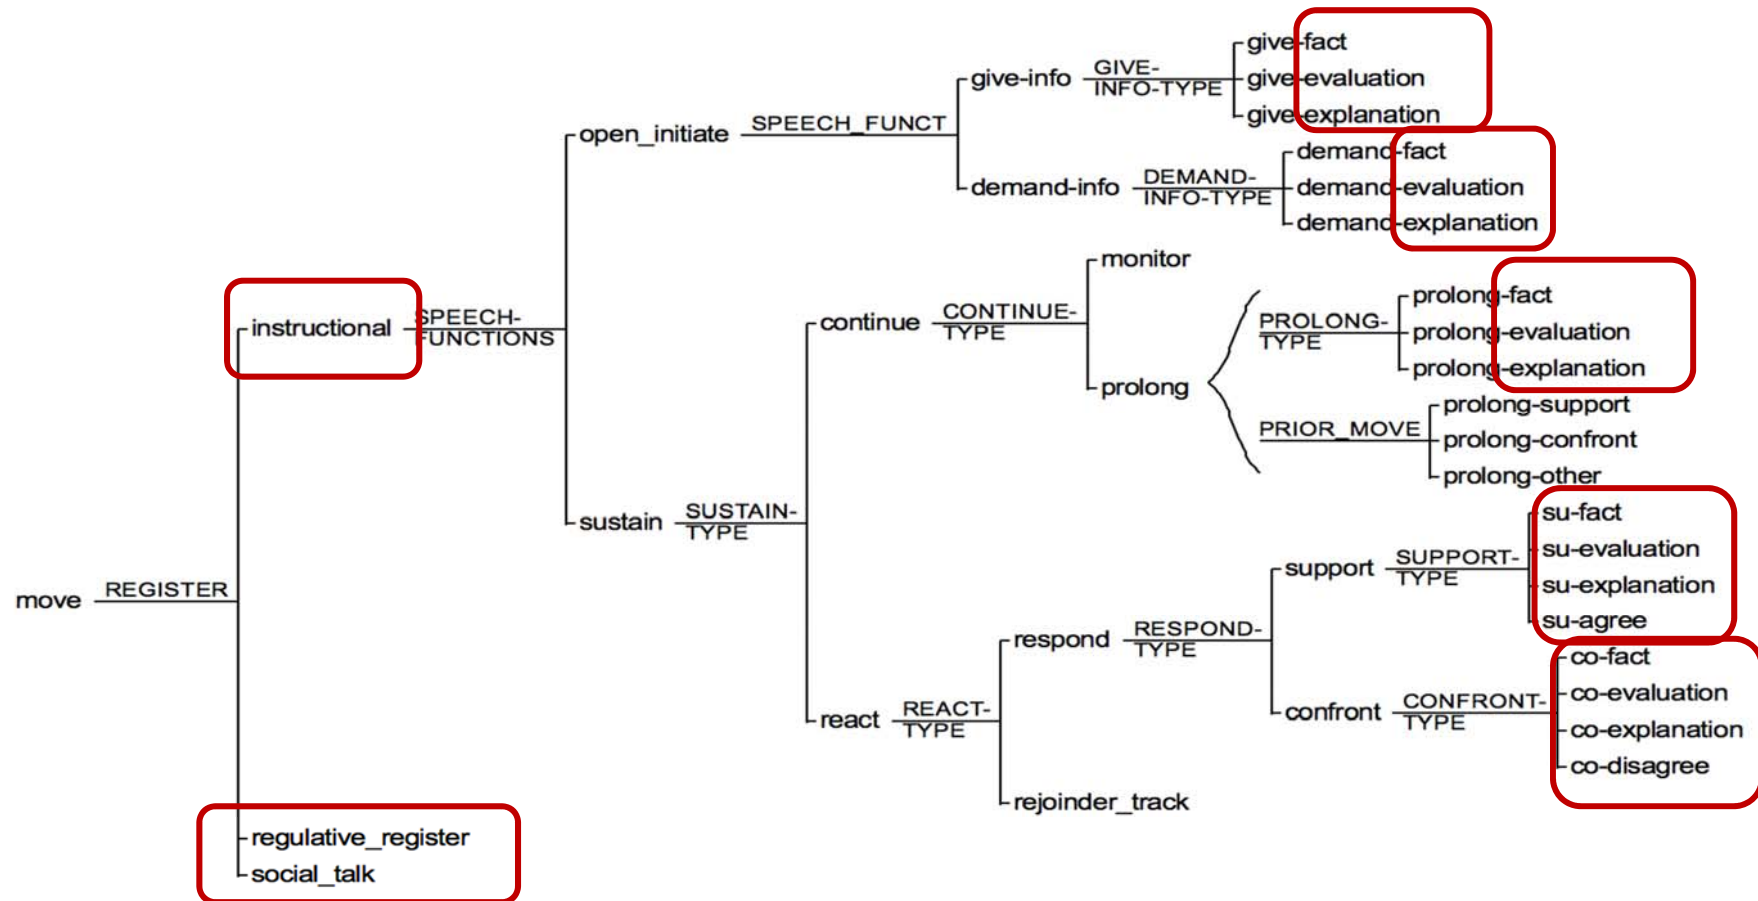 give-fact
give-info
GIVE-
INFO-TYPE
give-evaluation
give-explanation
open_initiate
SPEECH_FUNCT
demand-fact
demand-info
DEMAND-
INFO-TYPE
demand-evaluation
demand-explanation
monitor
instructional
SPEECH-
FUNCTIONS
continue
CONTINUE-
TYPE
prolong
PROLONG-
TYPE
prolong-fact
prolong-evaluation
prolong-explanation
PRIOR_MOVE
prolong-support
prolong-confront
prolong-other
sustain
SUSTAIN-
TYPE
su-fact
support
SUPPORT-
TYPE
su-evaluation
su-explanation
su-agree
move
REGISTER
respond
RESPOND-
TYPE
co-fact
confront
CONFRONT-
TYPE
co-evaluation
co-explanation
co-disagree
react
REACT-
TYPE
rejoinder_track
regulative_register
social_talk